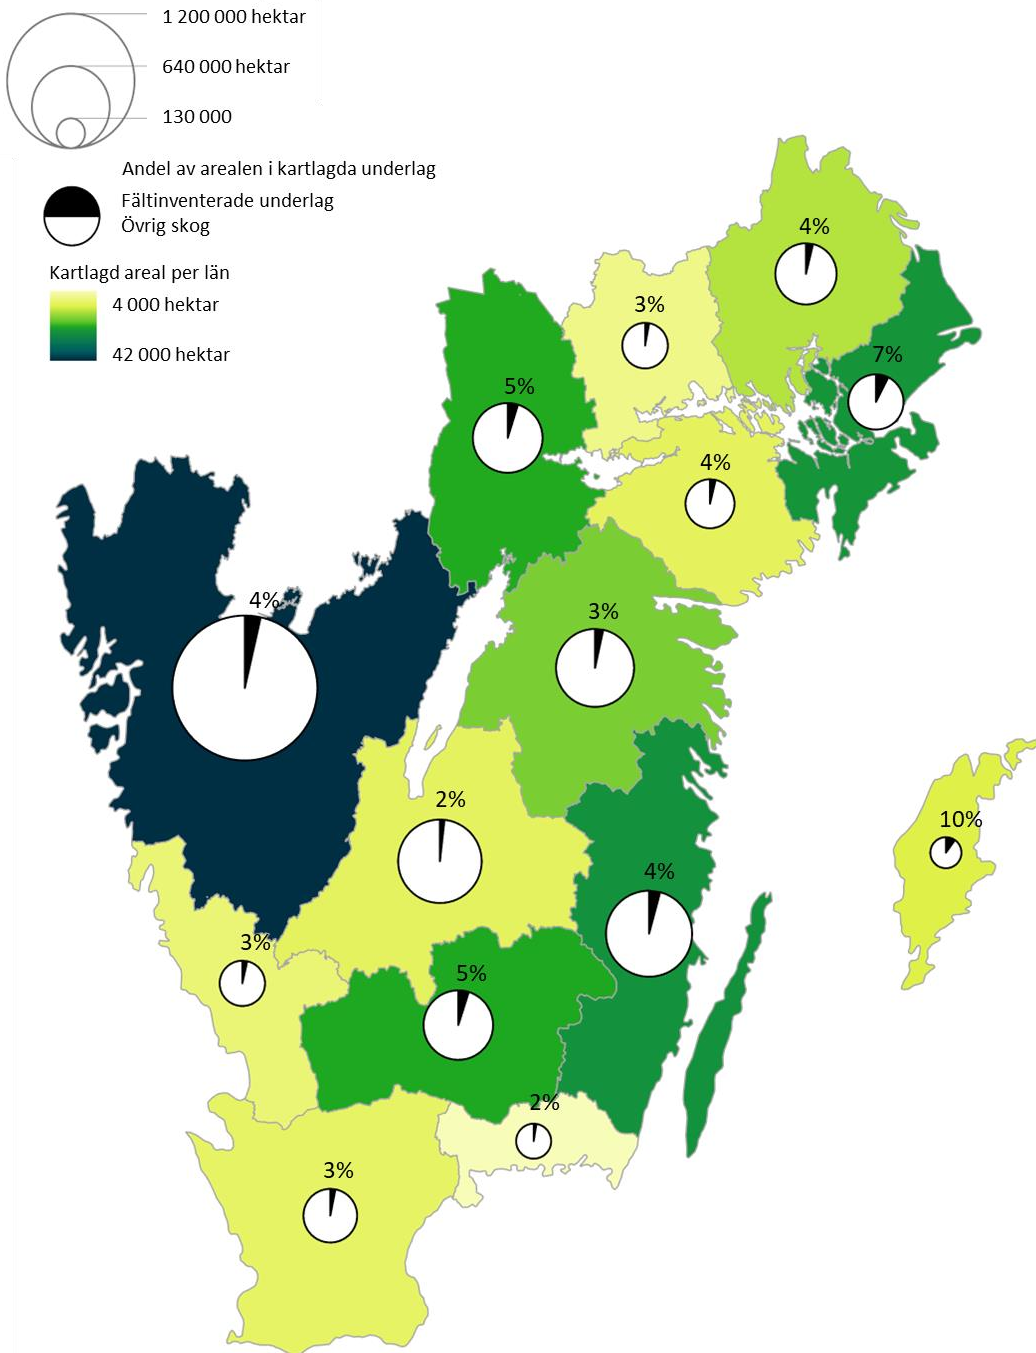 1 200 000 hektar
640 000 hektar
130 000
Andel av arealen i kartlagda underlag
Fältinventerade underlag
Övrig skog
Kartlagd areal per län
4 000 hektar
42 000 hektar
4%
3%
7%
5%
4%
4%
3%
2%
10%
4%
3%
5%
2%
3%